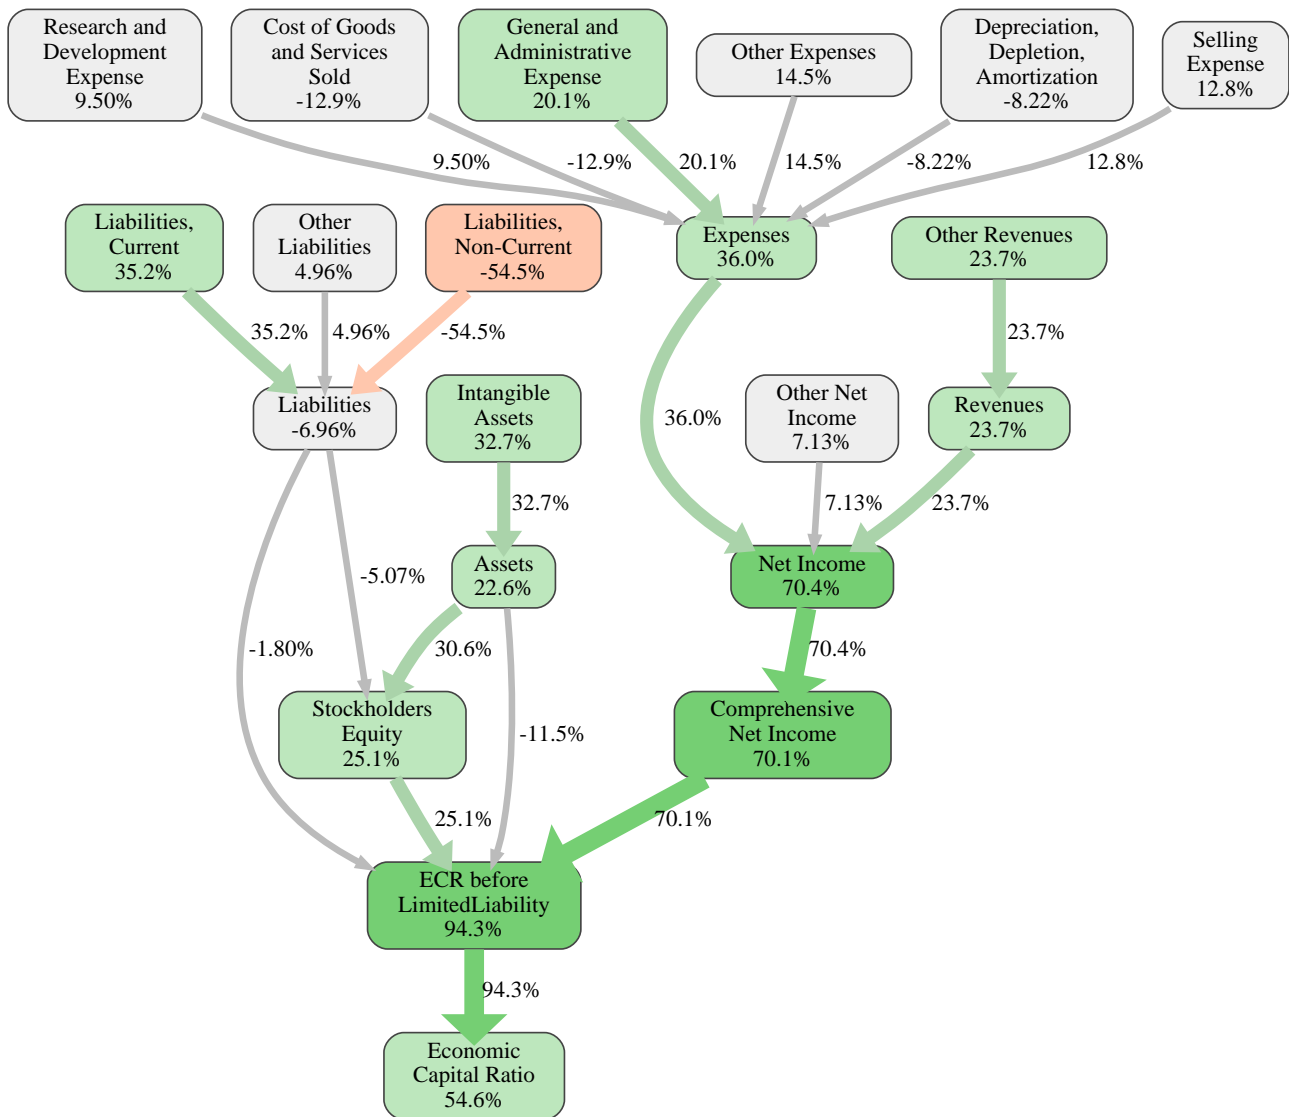 Research and
Development
Expense
9.50%
Cost of Goods
and Services
Sold
-12.9%
General and
Administrative
Expense
20.1%
Other Expenses
14.5%
Depreciation,
Depletion,
Amortization
-8.22%
Selling
Expense
12.8%
9.50%
-12.9%
20.1%
14.5%
-8.22%
12.8%
Liabilities,
Current
35.2%
Other
Liabilities
4.96%
Liabilities,
Non-Current
-54.5%
Expenses
36.0%
Other Revenues
23.7%
35.2%
4.96%
-54.5%
23.7%
Liabilities
-6.96%
Intangible
Assets
32.7%
36.0%
Other Net
Income
7.13%
Revenues
23.7%
32.7%
7.13%
23.7%
-5.07%
Assets
22.6%
Net Income
70.4%
-1.80%
30.6%
70.4%
Stockholders
Equity
25.1%
-11.5%
Comprehensive
Net Income
70.1%
25.1%
70.1%
ECR before
LimitedLiability
94.3%
94.3%
Economic
Capital Ratio
54.6%